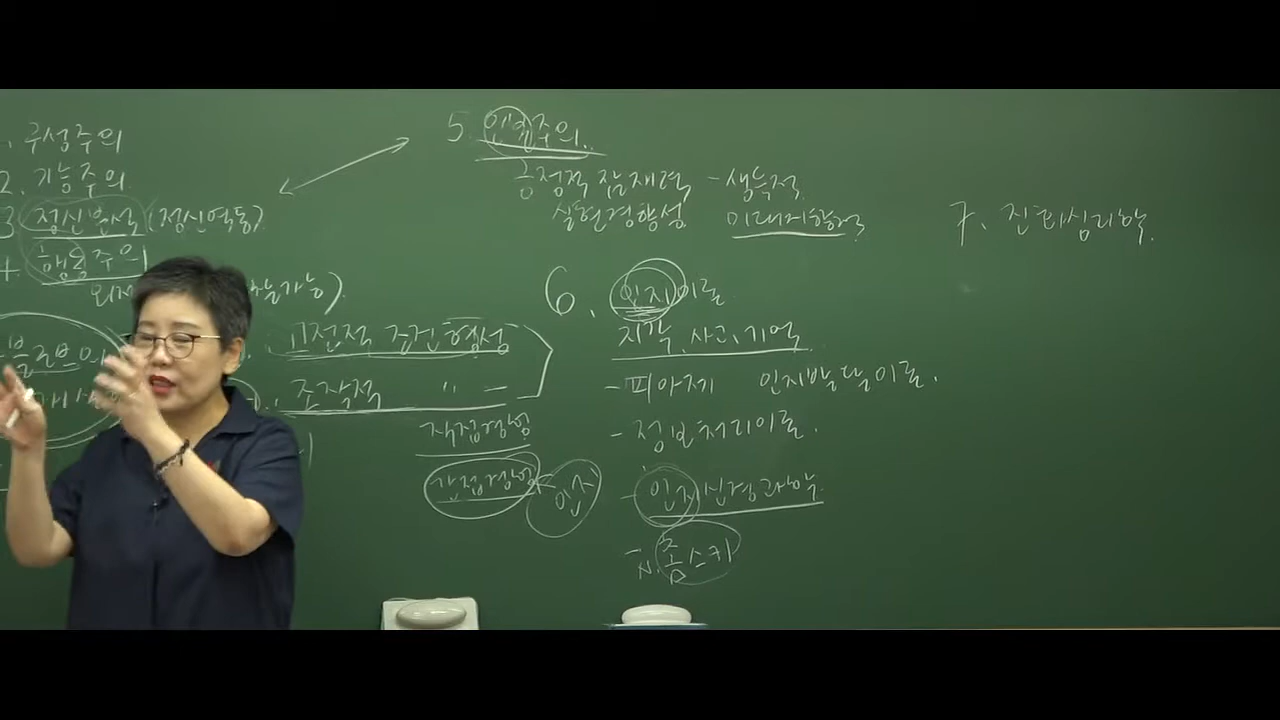 1. 구성주의
2. 기능주의
3 정신분석 (정신역동)
4 행동주의
가능)
고전적 조건형성
조작적 〃 –
직접경험
간접경험 인지
5. 인본주의
긍정적 잠재력 - 생득적
실현경향성 미래지향적
6. 인지이론
지각, 사고, 기억
- 피아제 인지발달이론.
- 정보처리이론.
- 인지신경과학.
- N. 촘스키
7. 진화심리학.